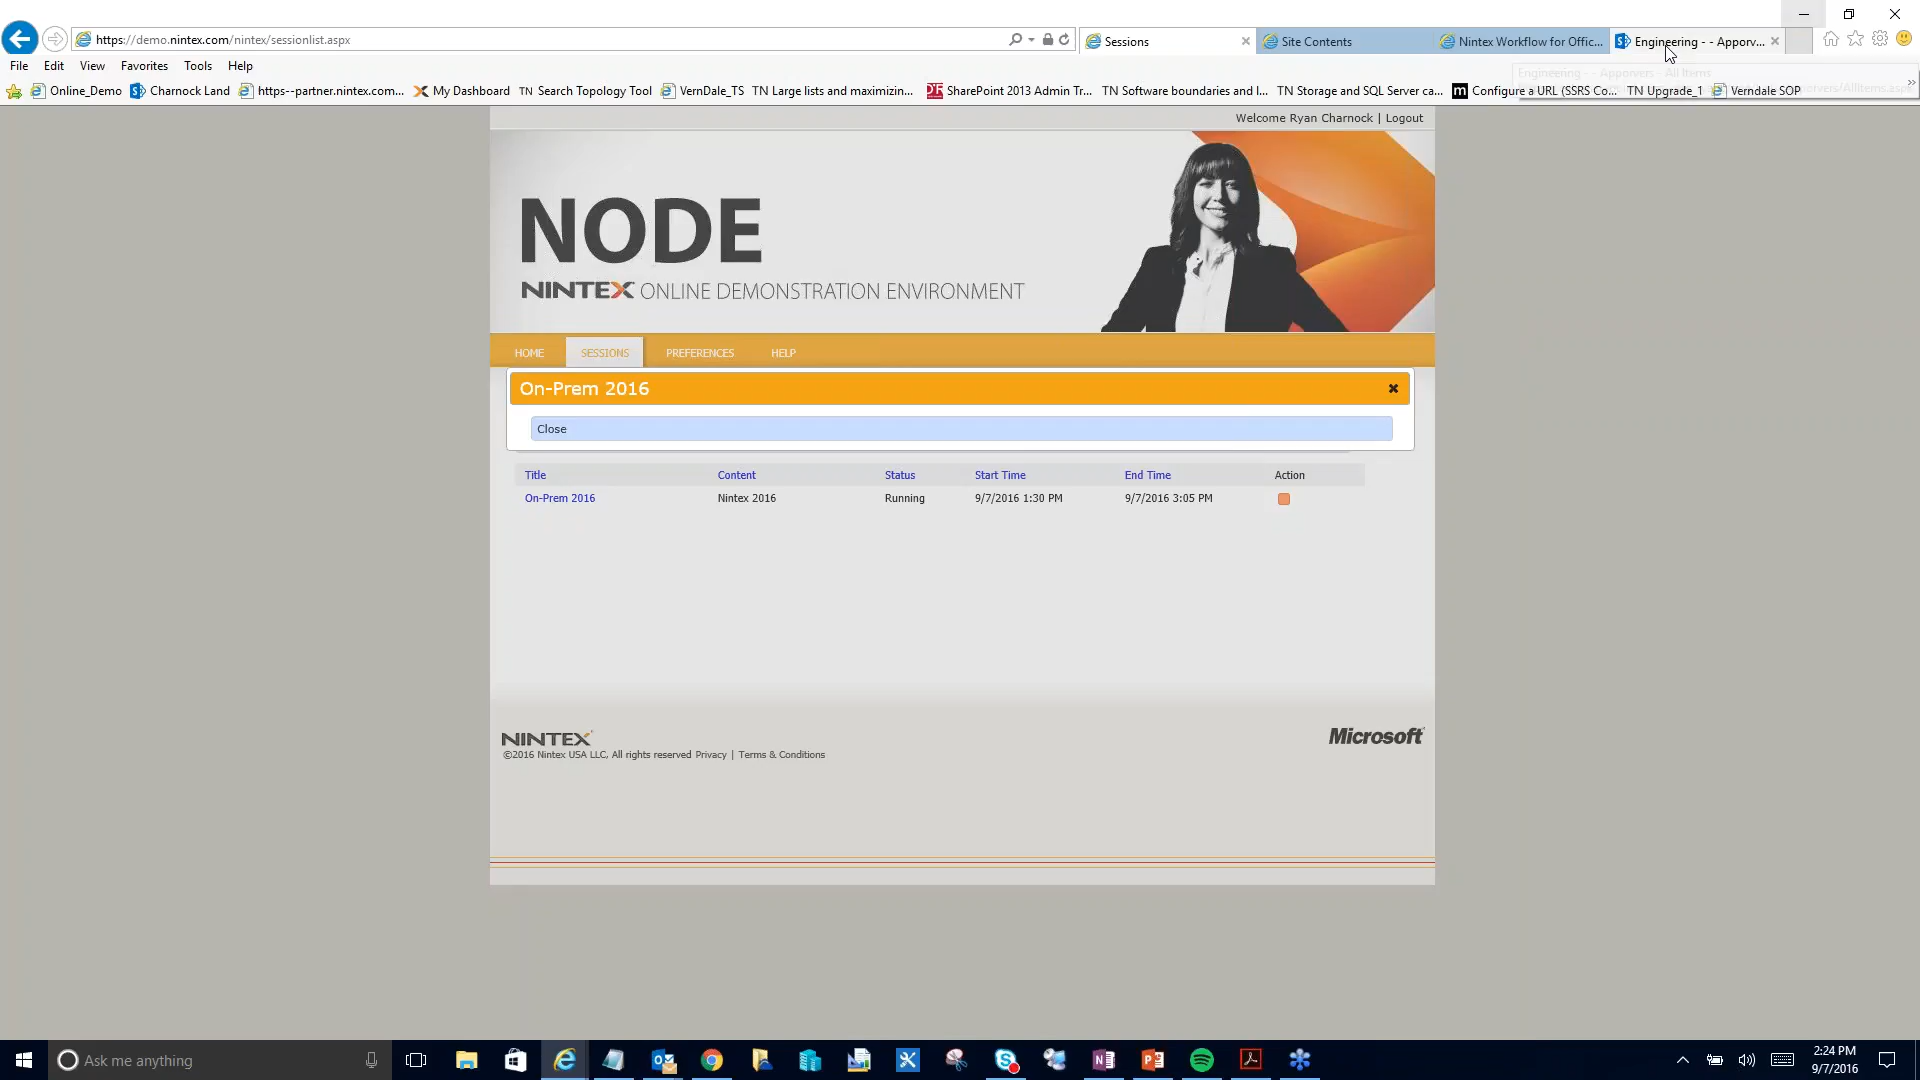 https://demo.nintex.com/nintex/sessionlist.aspx
Sessions
Site Contents
Nintex Workflow for Offic...
Engineering - - Apporv...
File Edit View Favorites Tools Help
Engineering - - Apporvers - All Items
Online_Demo
Charnock Land
https--partner.nintex.com...
My Dashboard
TN Search Topology Tool
VernDale_TS
TN Large lists and maximizin...
SharePoint 2013 Admin Tr...
TN Software boundaries and l...
TN Storage and SQL Server ca...
m Configure a URL (SSRS Co...
TN Upgrade_1
Verndale SOP
Welcome Ryan Charnock | Logout
NODE
NINTEX ONLINE DEMONSTRATION ENVIRONMENT
HOME SESSIONS PREFERENCES HELP
On-Prem 2016
Close
Title Content Status Start Time End Time Action
On-Prem 2016 Nintex 2016 Running 9/7/2016 1:30 PM 9/7/2016 3:05 PM
NINTEX
Microsoft
©2016 Nintex USA LLC, All rights reserved Privacy | Terms & Conditions
Ask me anything
2:24 PM
9/7/2016